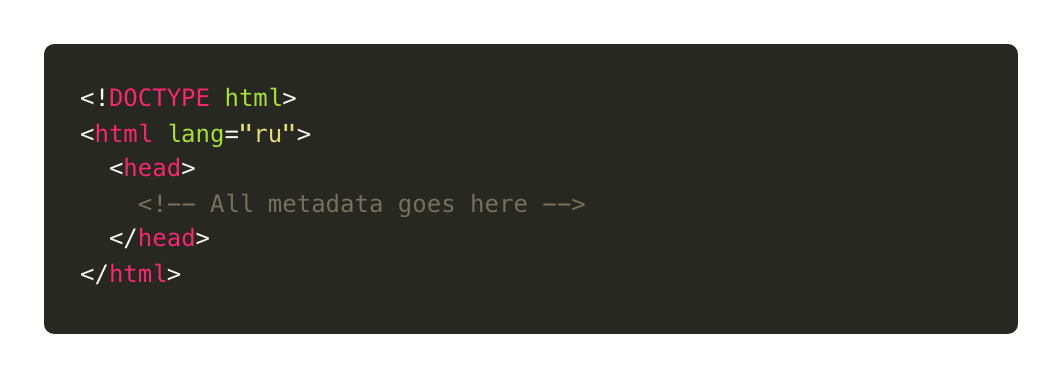 <!DOCTYPE html>
<html lang="ru">
<head>
<!-- All metadata goes here -->
</head>
</html>